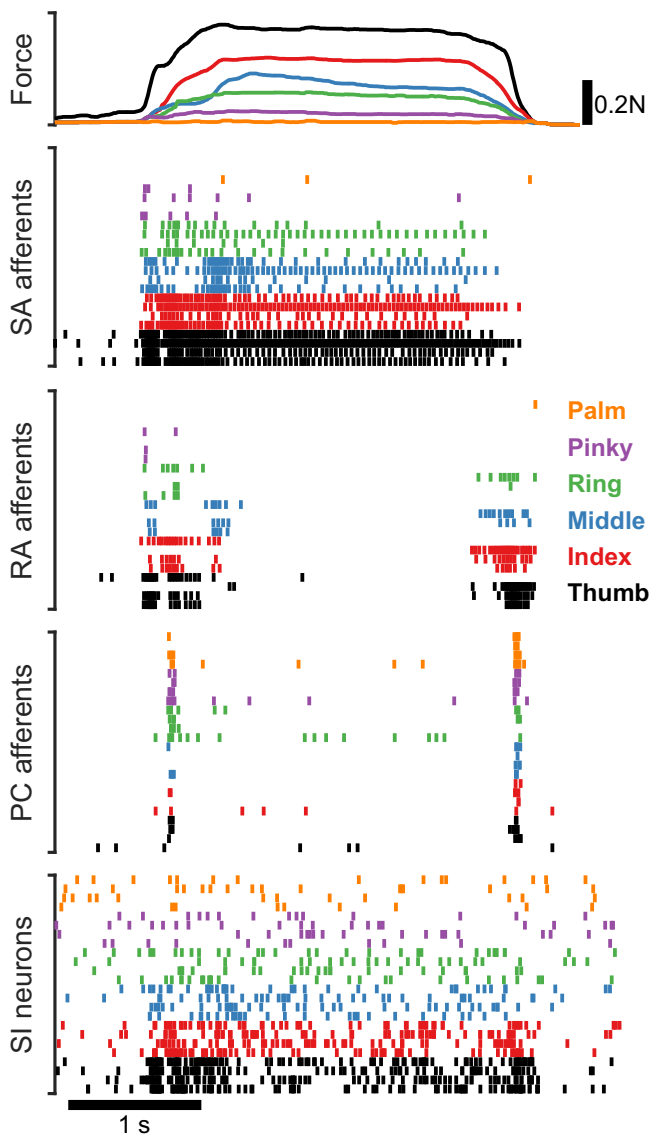 Force
0.2N
SA afferents
RA afferents
Palm
Pinky
Ring
Middle
Index
Thumb
PC afferents
SI neurons
1 s